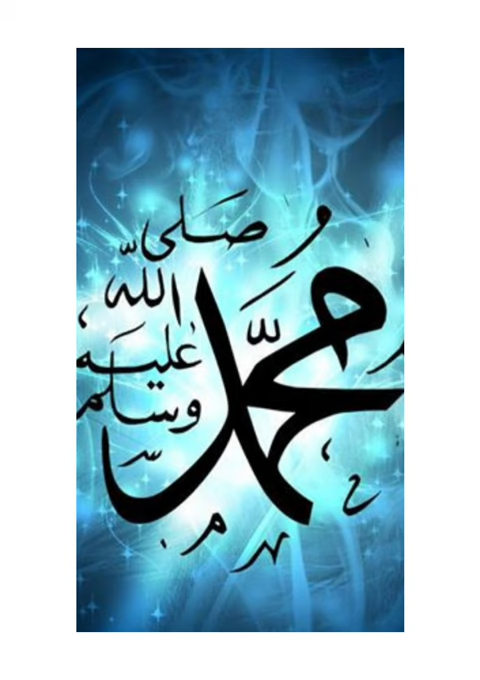 محمد
صلى
الله
عليه
وسلم